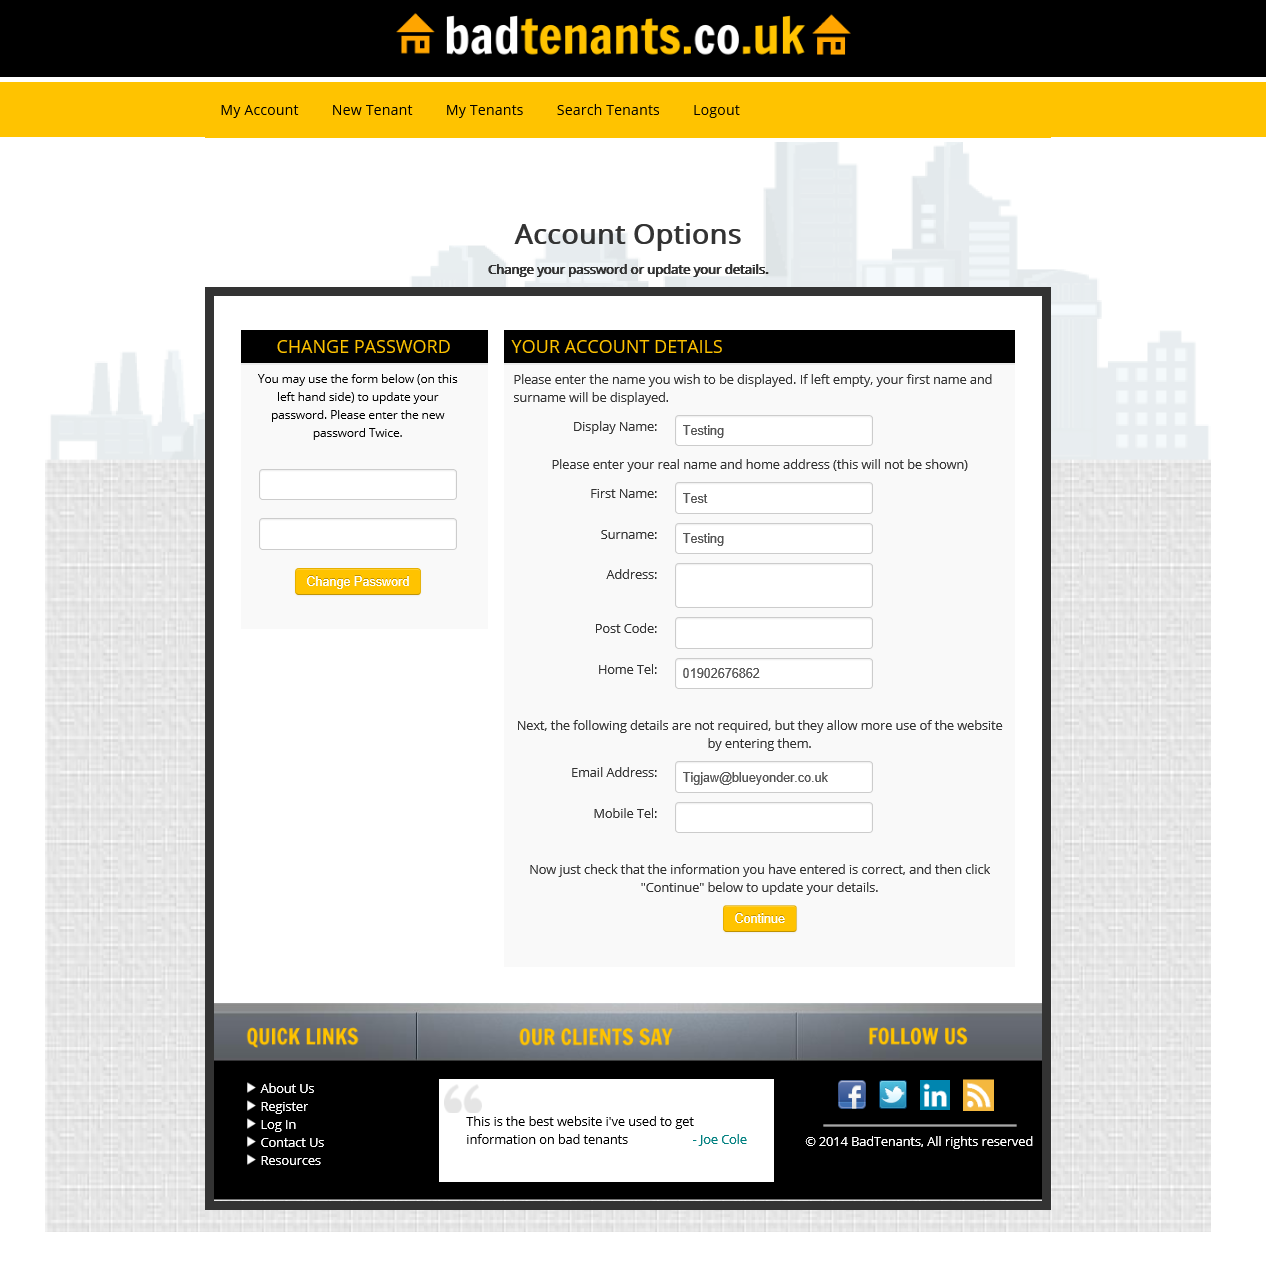 badtenants.co.uk
My Account New Tenant My Tenants Search Tenants Logout
Account Options
Change your password or update your details.
CHANGE PASSWORD
You may use the form below (on this
left hand side) to update your
password. Please enter the new
password Twice.
Change Password
YOUR ACCOUNT DETAILS
Please enter the name you wish to be displayed. If left empty, your first name and
surname will be displayed.
Display Name: Testing
Please enter your real name and home address (this will not be shown)
First Name: Test
Surname: Testing
Address:
Post Code:
Home Tel: 01902676862
Next, the following details are not required, but they allow more use of the website
by entering them.
Email Address: Tigjaw@blueyonder.co.uk
Mobile Tel:
Now just check that the information you have entered is correct, and then click
"Continue" below to update your details.
Continue
QUICK LINKS
About Us
Register
Log In
Contact Us
Resources
OUR CLIENTS SAY
This is the best website i've used to get
information on bad tenants - Joe Cole
FOLLOW US
© 2014 BadTenants, All rights reserved